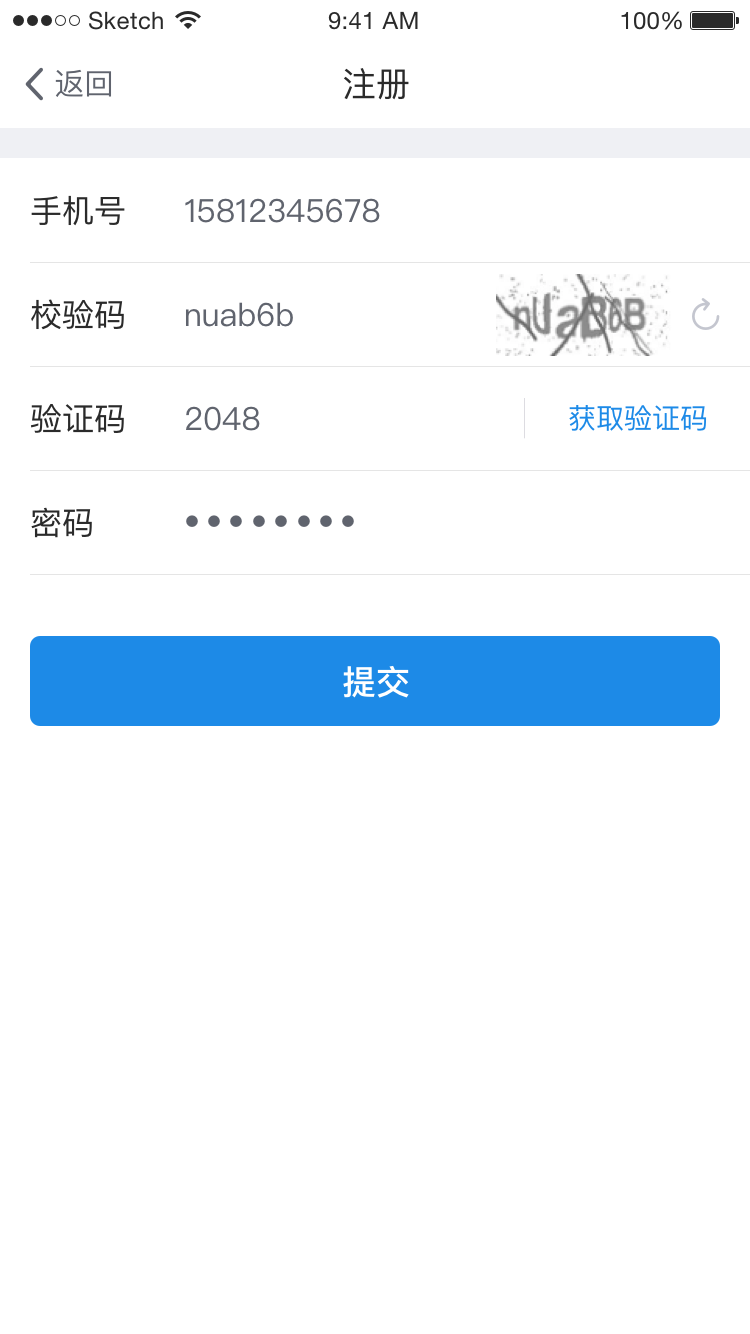 Sketch 9:41 AM 100%
返回 注册
手机号 15812345678
校验码 nuab6b nUaB6B
验证码 2048 获取验证码
密码 ••••••••
提交